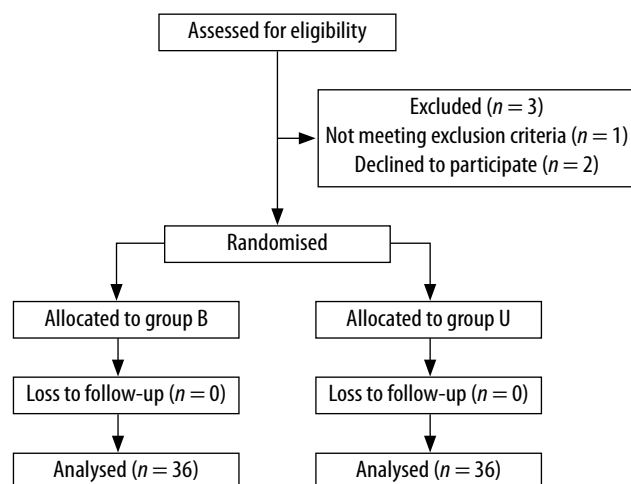 Assessed for eligibility
Excluded (n = 3)
Not meeting exclusion criteria (n = 1)
Declined to participate (n = 2)
Randomised
Allocated to group B
Allocated to group U
Loss to follow-up (n = 0)
Loss to follow-up (n = 0)
Analysed (n = 36)
Analysed (n = 36)